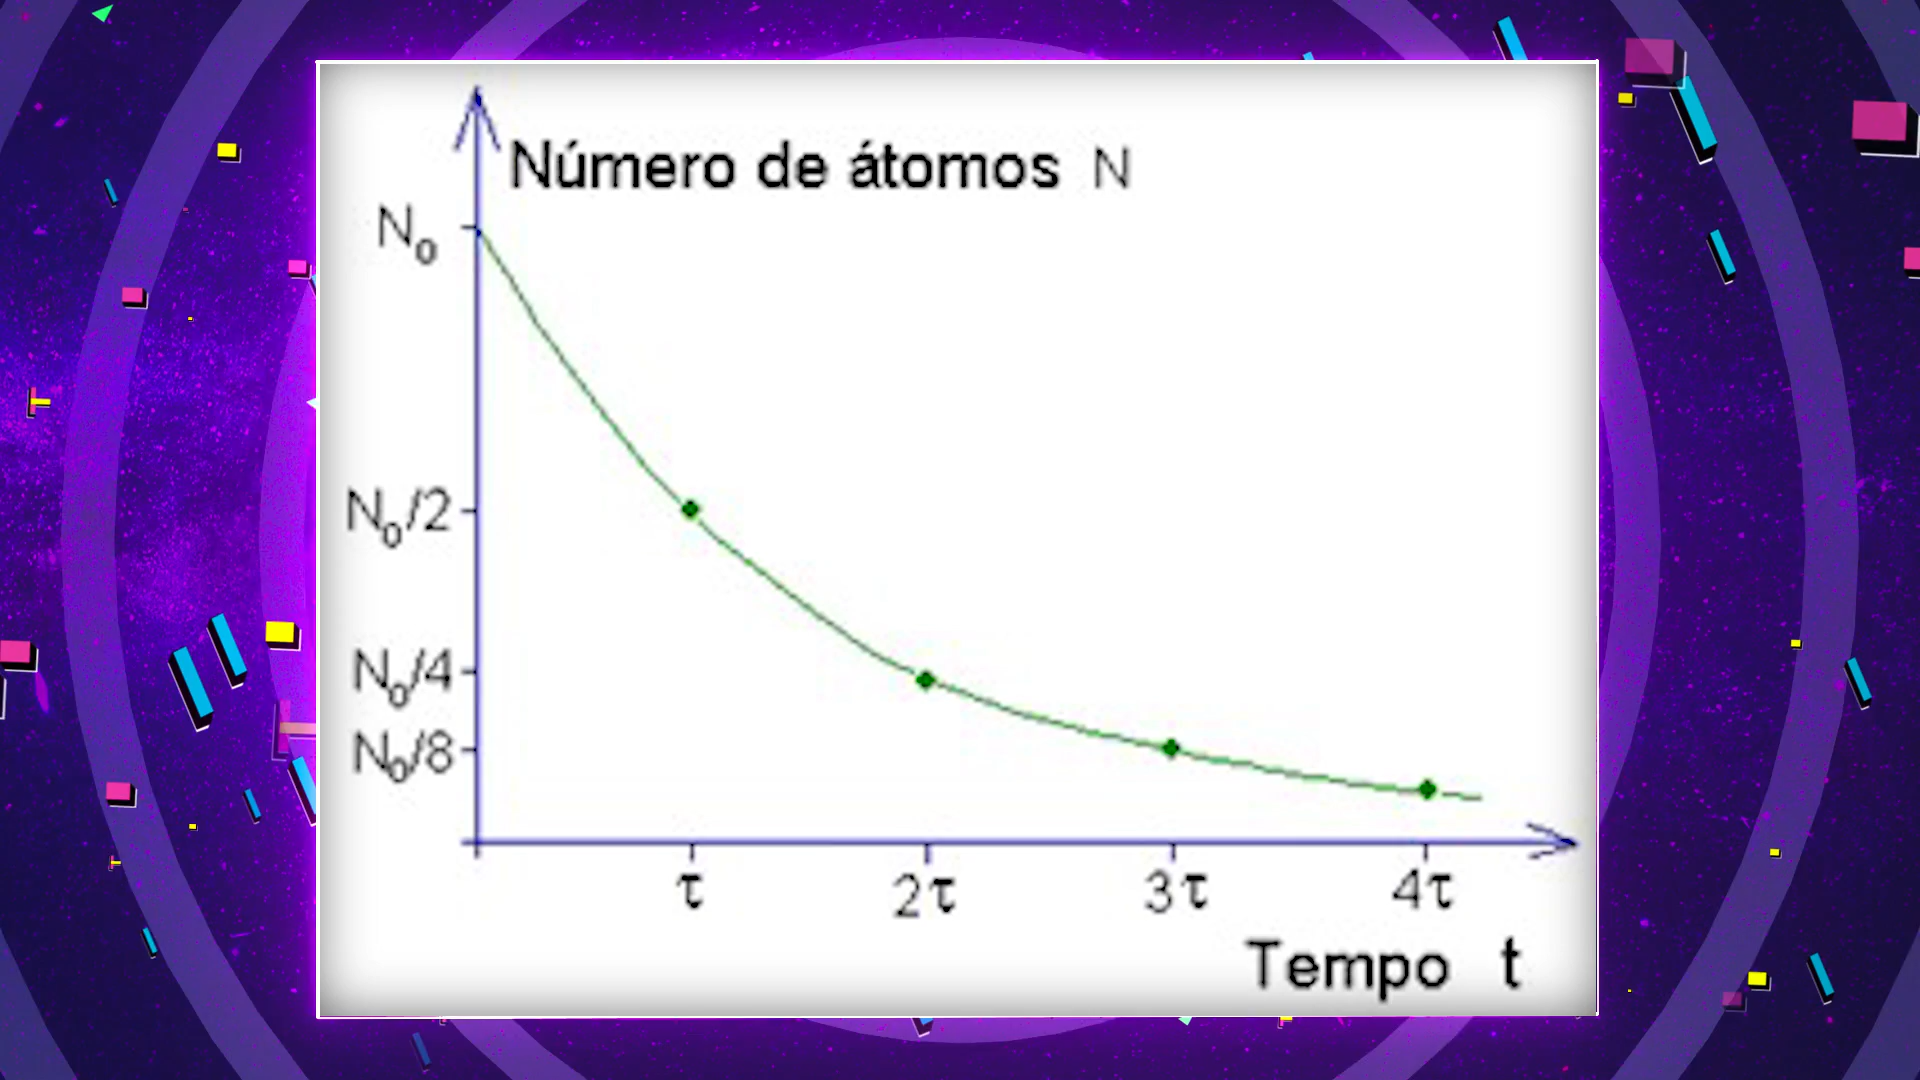 Número de átomos N
N₀
N₀/2
N₀/4
N₀/8
τ 2τ 3τ 4τ
Tempo t